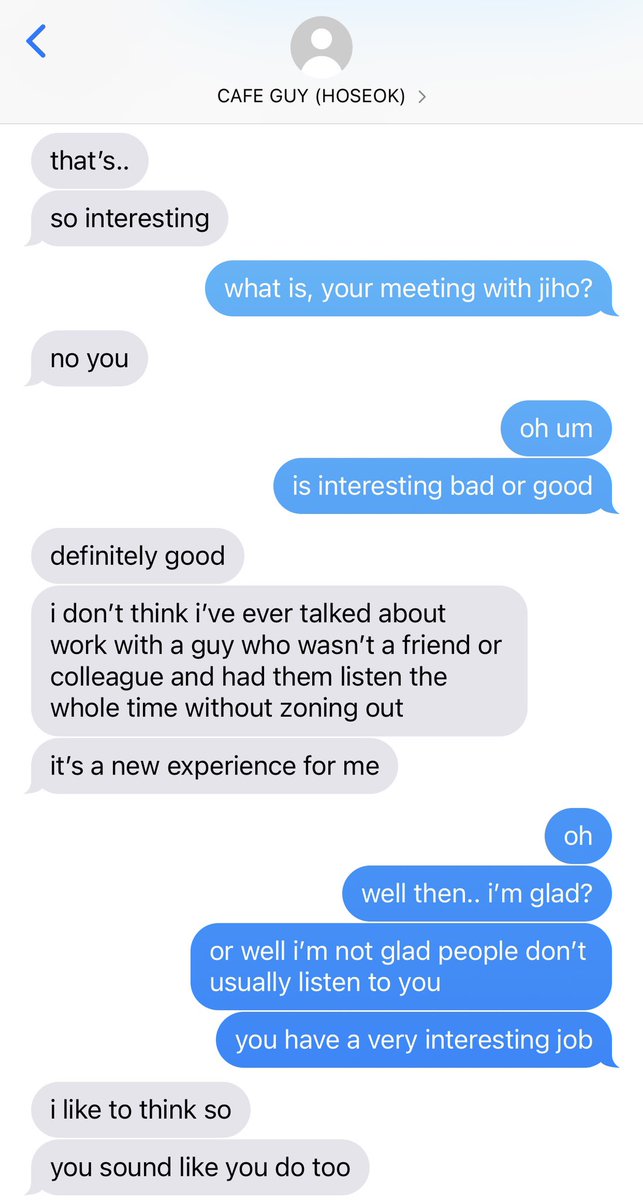 CAFE GUY (HOSEOK)
that’s..
so interesting
what is, your meeting with jiho?
no you
oh um
is interesting bad or good
definitely good
i don’t think i’ve ever talked about
work with a guy who wasn’t a friend or
colleague and had them listen the
whole time without zoning out
it’s a new experience for me
oh
well then.. i’m glad?
or well i’m not glad people don’t
usually listen to you
you have a very interesting job
i like to think so
you sound like you do too